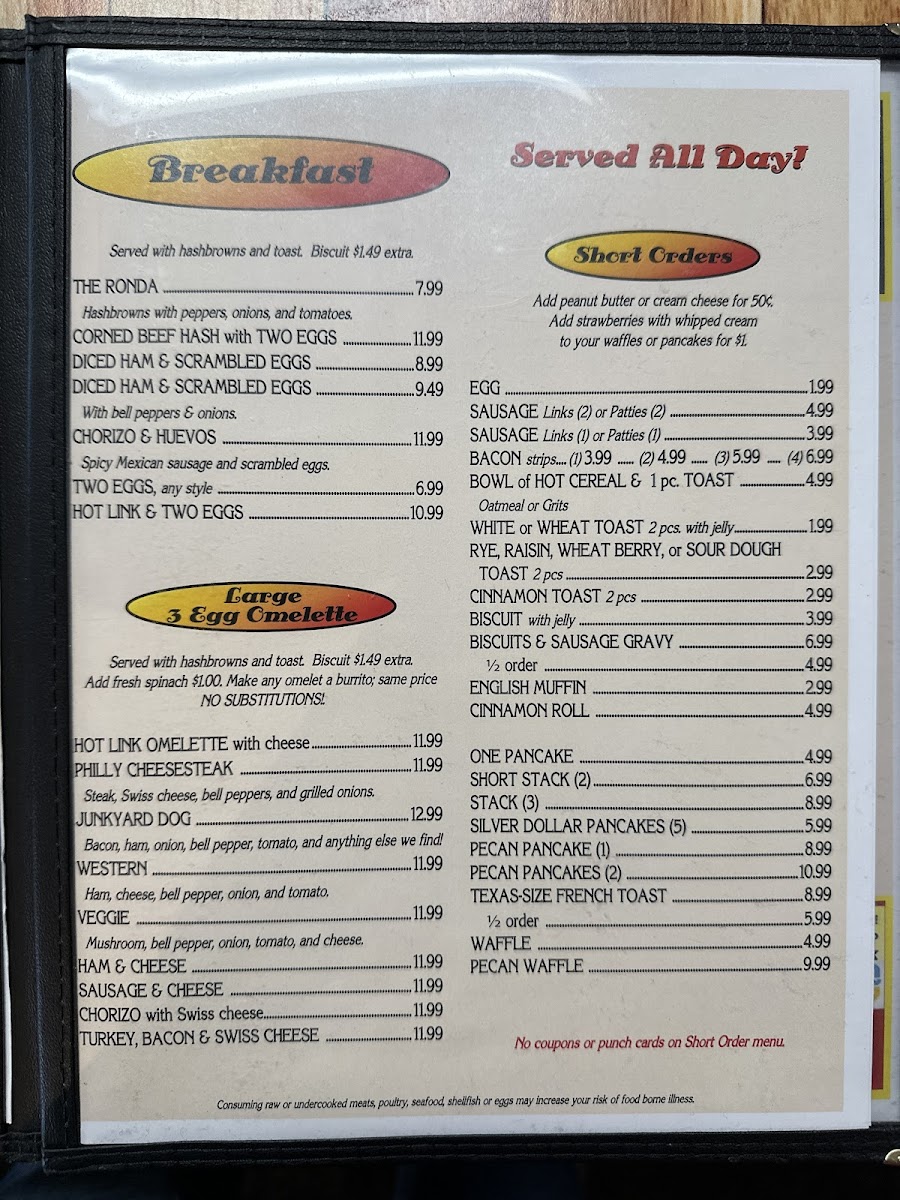 Breakfast
Served with hashbrowns and toast. Biscuit $1.49 extra.
THE RONDA 7.99
Hashbrowns with peppers, onions, and tomatoes.
CORNED BEEF HASH with TWO EGGS 11.99
DICED HAM & SCRAMBLED EGGS 8.99
DICED HAM & SCRAMBLED EGGS 9.49
With bell peppers & onions.
CHORIZO & HUEVOS 11.99
Spicy Mexican sausage and scrambled eggs.
TWO EGGS, any style 6.99
HOT LINK & TWO EGGS 10.99
Large
3 Egg Omelette
Served with hashbrowns and toast. Biscuit $1.49 extra.
Add fresh spinach $1.00. Make any omelet a burrito; same price
NO SUBSTITUTIONS!
HOT LINK OMELETTE with cheese 11.99
PHILLY CHEESESTEAK 11.99
Steak, Swiss cheese, bell peppers, and grilled onions.
JUNKYARD DOG 12.99
Bacon, ham, onion, bell pepper, tomato, and anything else we find!
WESTERN 11.99
Ham, cheese, bell pepper, onion, and tomato.
VEGGIE 11.99
Mushroom, bell pepper, onion, tomato, and cheese.
HAM & CHEESE 11.99
SAUSAGE & CHEESE 11.99
CHORIZO with Swiss cheese 11.99
TURKEY, BACON & SWISS CHEESE 11.99
Served All Day!
Short Orders
Add peanut butter or cream cheese for 50¢.
Add strawberries with whipped cream
to your waffles or pancakes for $1.
EGG 1.99
SAUSAGE Links (2) or Patties (2) 4.99
SAUSAGE Links (1) or Patties (1) 3.99
BACON strips.... (1) 3.99 ...... (2) 4.99 ..... (3) 5.99 .... (4) 6.99
BOWL of HOT CEREAL & 1 pc. TOAST 4.99
Oatmeal or Grits
WHITE or WHEAT TOAST 2 pcs. with jelly 1.99
RYE, RAISIN, WHEAT BERRY, or SOUR DOUGH
TOAST 2 pcs 2.99
CINNAMON TOAST 2 pcs 2.99
BISCUIT with jelly 3.99
BISCUITS & SAUSAGE GRAVY 6.99
½ order 4.99
ENGLISH MUFFIN 2.99
CINNAMON ROLL 4.99
ONE PANCAKE 4.99
SHORT STACK (2) 6.99
STACK (3) 8.99
SILVER DOLLAR PANCAKES (5) 5.99
PECAN PANCAKE (1) 8.99
PECAN PANCAKES (2) 10.99
TEXAS-SIZE FRENCH TOAST 8.99
½ order 5.99
WAFFLE 4.99
PECAN WAFFLE 9.99
No coupons or punch cards on Short Order menu.
Consuming raw or undercooked meats, poultry, seafood, shellfish or eggs may increase your risk of food borne illness.